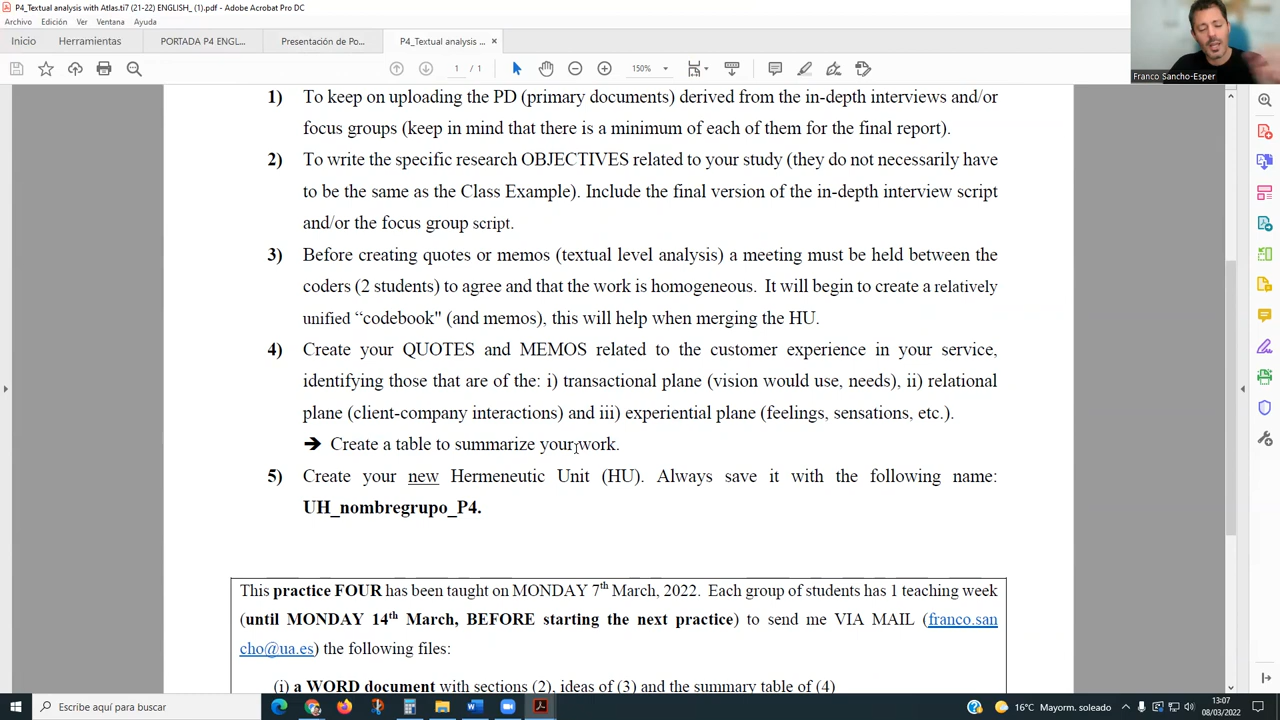 P4_Textual analysis with Atlas.ti7 (21-22) ENGLISH_ (1).pdf - Adobe Acrobat Pro DC
Archivo Edición Ver Ventana Ayuda
Inicio Herramientas PORTADA P4 ENGL... Presentación de Po... P4_Textual analysis ... ×
1 / 1 150%
Franco Sancho-Esper
1) To keep on uploading the PD (primary documents) derived from the in-depth interviews and/or
focus groups (keep in mind that there is a minimum of each of them for the final report).
2) To write the specific research OBJECTIVES related to your study (they do not necessarily have
to be the same as the Class Example). Include the final version of the in-depth interview script
and/or the focus group script.
3) Before creating quotes or memos (textual level analysis) a meeting must be held between the
coders (2 students) to agree and that the work is homogeneous. It will begin to create a relatively
unified “codebook" (and memos), this will help when merging the HU.
4) Create your QUOTES and MEMOS related to the customer experience in your service,
identifying those that are of the: i) transactional plane (vision would use, needs), ii) relational
plane (client-company interactions) and iii) experiential plane (feelings, sensations, etc.).
➔ Create a table to summarize your work.
5) Create your new Hermeneutic Unit (HU). Always save it with the following name:
UH_nombregrupo_P4.
This practice FOUR has been taught on MONDAY 7th March, 2022. Each group of students has 1 teaching week
(until MONDAY 14th March, BEFORE starting the next practice) to send me VIA MAIL (franco.san
cho@ua.es) the following files:
(i) a WORD document with sections (2), ideas of (3) and the summary table of (4)
Escribe aquí para buscar
16°C Mayorm. soleado
13:07
08/03/2022